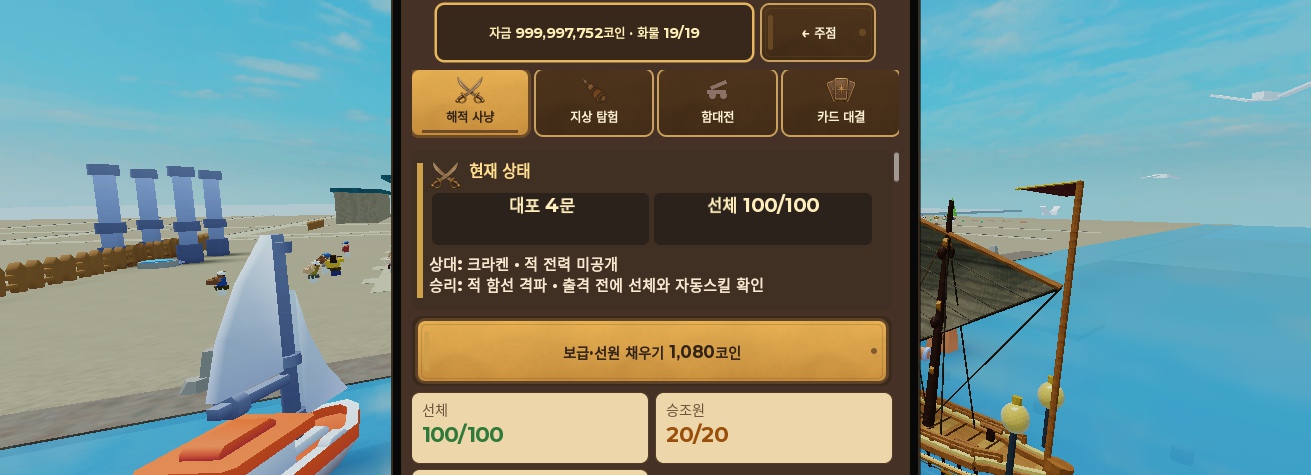 자금 999,997,752코인 · 화물 19/19
← 주점
해적 사냥
지상 탐험
함대전
카드 대결
현재 상태
대포 4문
선체 100/100
상대: 크라켄 · 적 전력 미공개
승리: 적 함선 격파 · 출격 전에 선체와 자동스킬 확인
보급·선원 채우기 1,080코인
선체
100/100
승조원
20/20